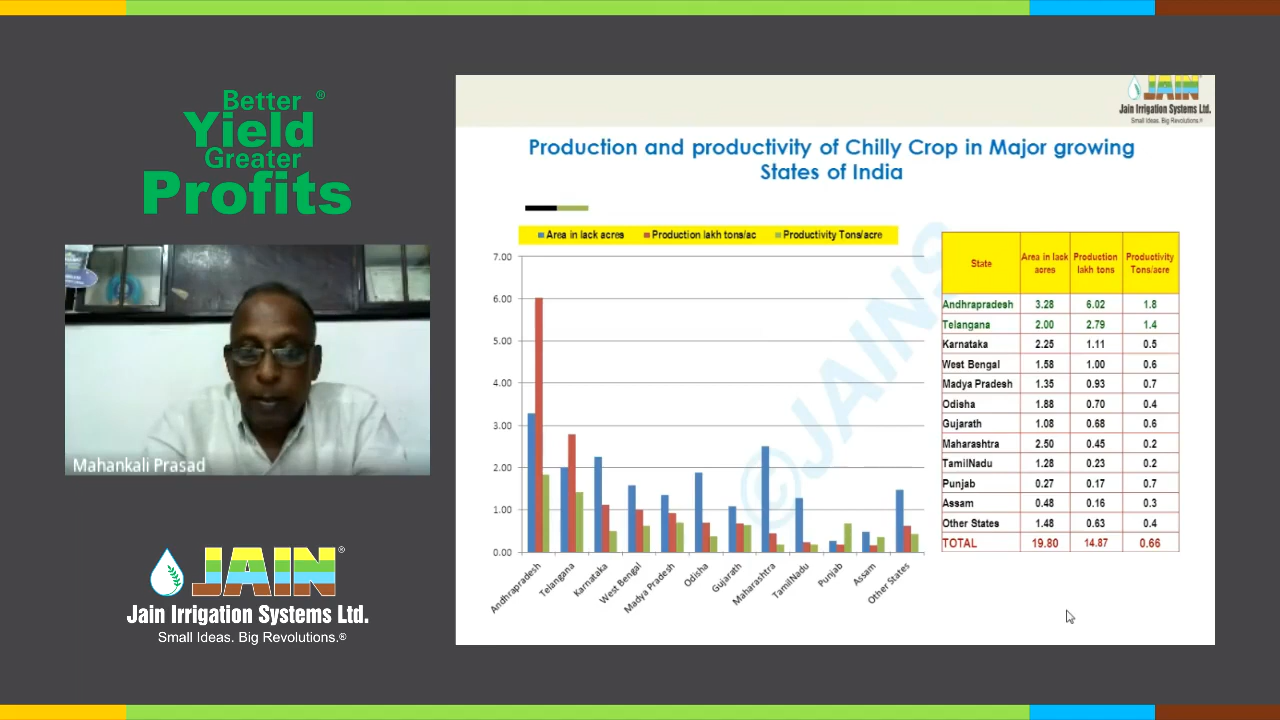 Better ®
Yield
Greater
Profits
Mahankali Prasad
JAIN®
Jain Irrigation Systems Ltd.
Small Ideas. Big Revolutions.®
JAIN
Jain Irrigation Systems Ltd.
Small Ideas. Big Revolutions.®
Production and productivity of Chilly Crop in Major growing
States of India
Area in lack acres Production lakh tons/ac Productivity Tons/acre
7.00
6.00
5.00
4.00
3.00
2.00
1.00
0.00
Andhrapradesh Telangana Karnataka West Bengal Madya Pradesh Odisha Gujarath Maharashtra TamilNadu Punjab Assam Other States
©JAINS
State Area in lack acres Production lakh tons Productivity Tons/acre
Andhrapradesh 3.28 6.02 1.8
Telangana 2.00 2.79 1.4
Karnataka 2.25 1.11 0.5
West Bengal 1.58 1.00 0.6
Madya Pradesh 1.35 0.93 0.7
Odisha 1.88 0.70 0.4
Gujarath 1.08 0.68 0.6
Maharashtra 2.50 0.45 0.2
TamilNadu 1.28 0.23 0.2
Punjab 0.27 0.17 0.7
Assam 0.48 0.16 0.3
Other States 1.48 0.63 0.4
TOTAL 19.80 14.87 0.66